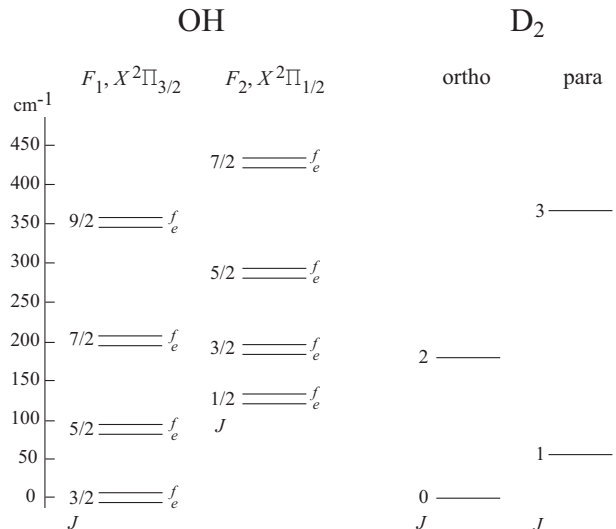 OH D₂
F₁, X²Π₃/₂ F₂, X²Π₁/₂ ortho para
cm⁻¹
450
7/2 f
e
400
3
350
9/2 f
e
300
5/2 f
e
250
200
7/2 f
e
3/2 f
e
2
150
1/2 f
e
J
100
5/2 f
e
1
50
0
3/2 f
e
0
J J J